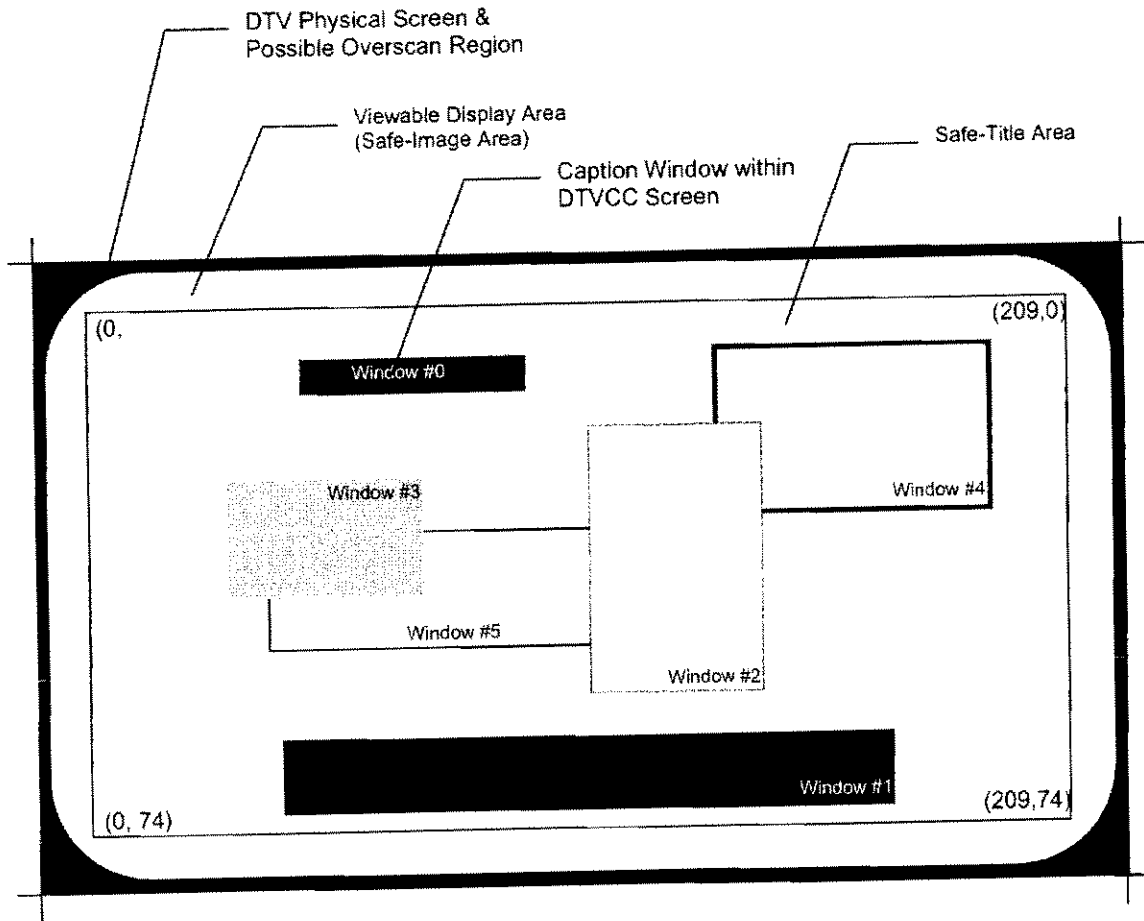 DTV Physical Screen &
Possible Overscan Region
Viewable Display Area
(Safe-Image Area)
Safe-Title Area
Caption Window within
DTVCC Screen
(0,
(209,0)
Window #0
Window #3
Window #4
Window #5
Window #2
Window #1
(0, 74)
(209,74)